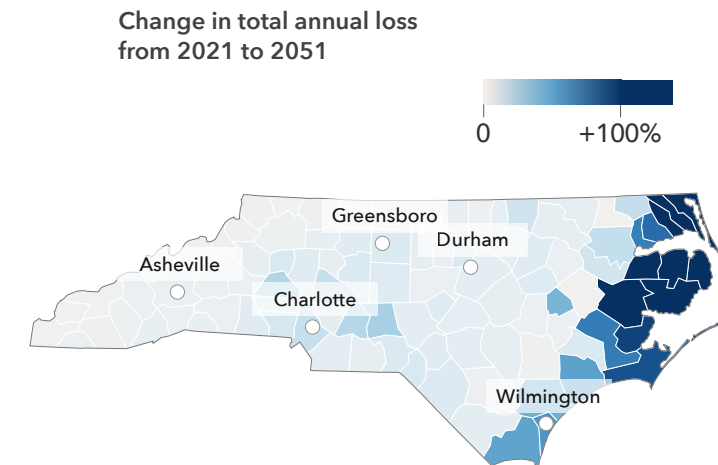 Change in total annual loss
from 2021 to 2051
0
+100%
Greensboro
Durham
Asheville
Charlotte
Wilmington